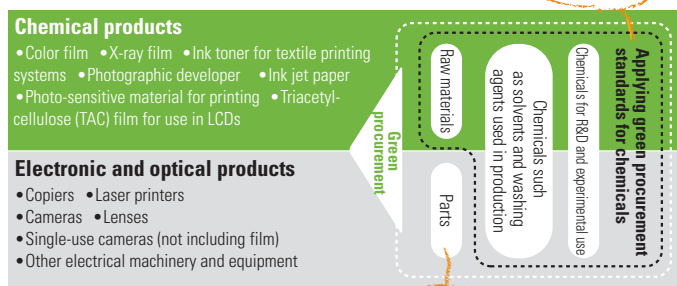 Chemical products
•Color film •X-ray film •Ink toner for textile printing
systems •Photographic developer •Ink jet paper
•Photo-sensitive material for printing •Triacetyl-
cellulose (TAC) film for use in LCDs
Electronic and optical products
•Copiers •Laser printers
•Cameras •Lenses
•Single-use cameras (not including film)
•Other electrical machinery and equipment
Green
procurement
Raw materials
Parts
Chemicals such
as solvents and washing
agents used in production
Chemicals for R&D and experimental use
Applying green procurement
standards for chemicals